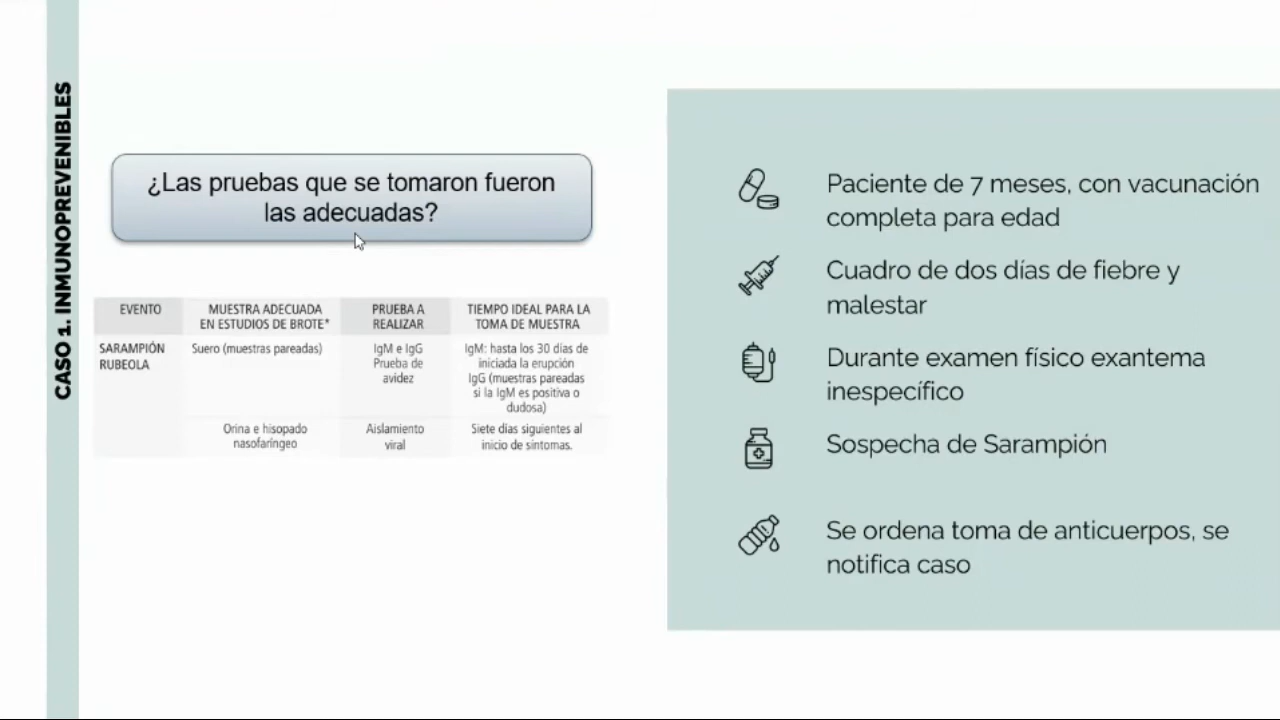 CASO 1. INMUNOPREVENIBLES
¿Las pruebas que se tomaron fueron
las adecuadas?
EVENTO
MUESTRA ADECUADA
EN ESTUDIOS DE BROTE*
PRUEBA A
REALIZAR
TIEMPO IDEAL PARA LA
TOMA DE MUESTRA
SARAMPIÓN
RUBEOLA
Suero (muestras pareadas)
IgM e IgG
Prueba de
avidez
IgM: hasta los 30 días de
iniciada la erupción
IgG (muestras pareadas
si la IgM es positiva o
dudosa)
Orina e hisopado
nasofaríngeo
Aislamiento
viral
Siete días siguientes al
inicio de síntomas.
Paciente de 7 meses, con vacunación
completa para edad
Cuadro de dos días de fiebre y
malestar
Durante examen físico exantema
inespecífico
Sospecha de Sarampión
Se ordena toma de anticuerpos, se
notifica caso